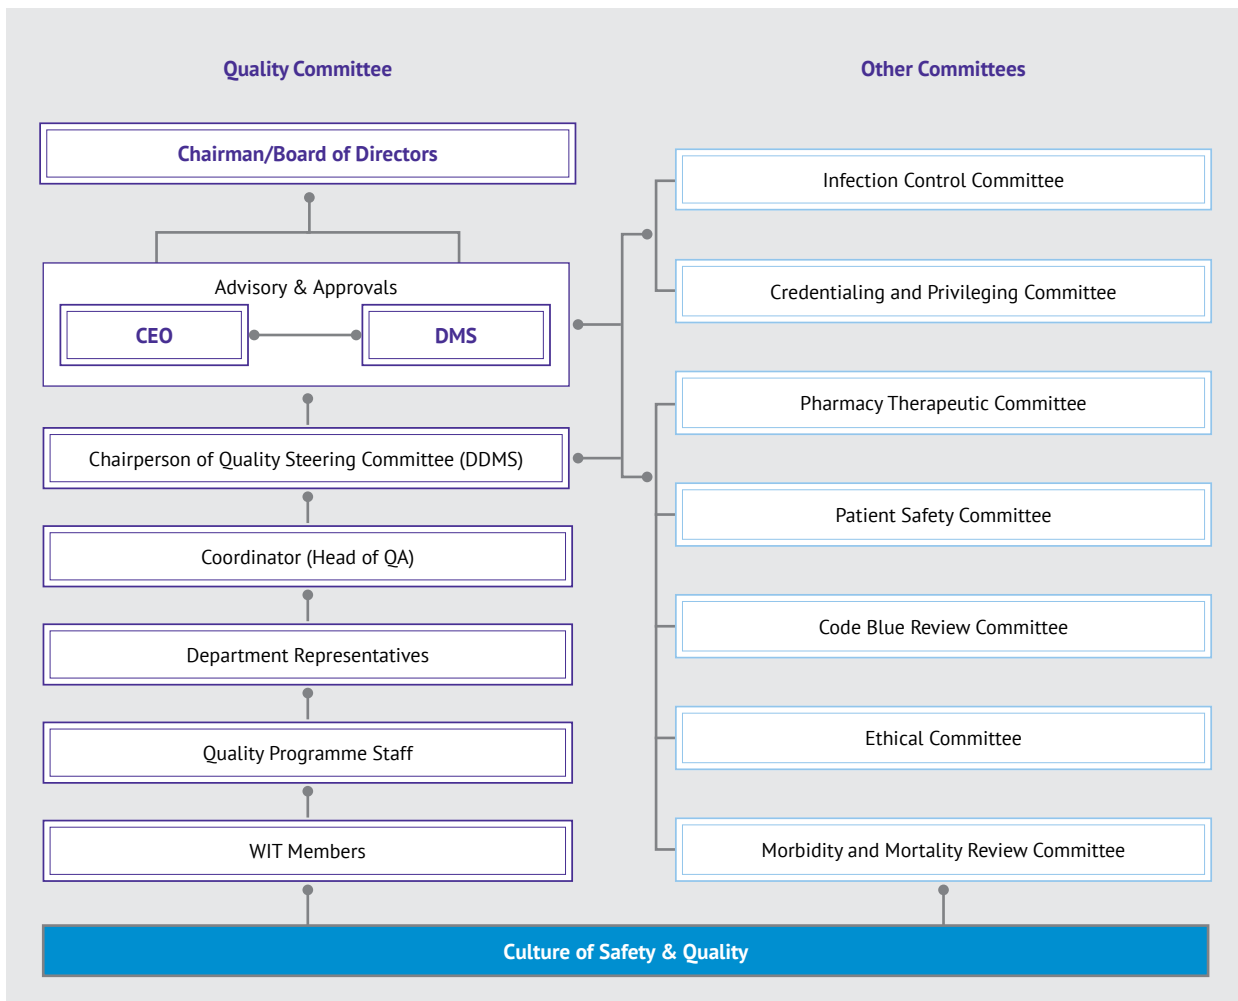 Quality Committee
Chairman/Board of Directors
Advisory & Approvals
CEO
DMS
Chairperson of Quality Steering Committee (DDMS)
Coordinator (Head of QA)
Department Representatives
Quality Programme Staff
WIT Members
Other Committees
Infection Control Committee
Credentialing and Privileging Committee
Pharmacy Therapeutic Committee
Patient Safety Committee
Code Blue Review Committee
Ethical Committee
Morbidity and Mortality Review Committee
Culture of Safety & Quality